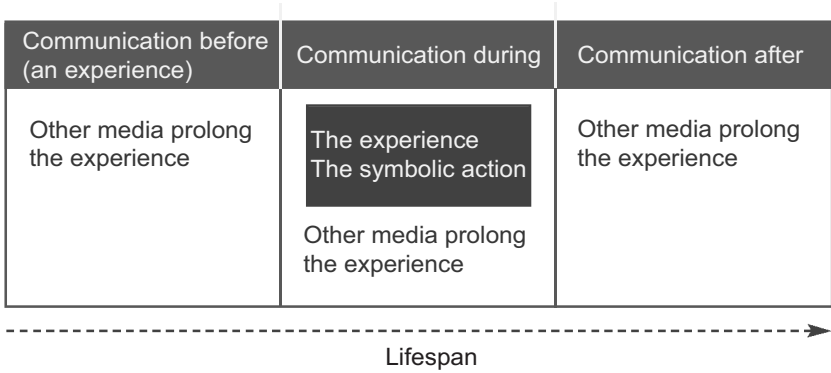 Communication before
(an experience)
Communication during
Communication after
Other media prolong
the experience
The experience
The symbolic action
Other media prolong
the experience
Other media prolong
the experience
Lifespan